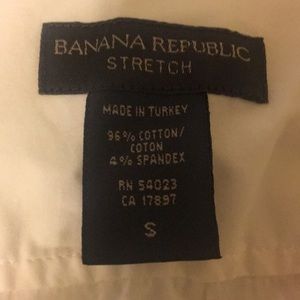 BANANA REPUBLIC
STRETCH
MADE IN TURKEY
96% COTTON/
COTON
4% SPANDEX
RN 54023
CA 17897
S